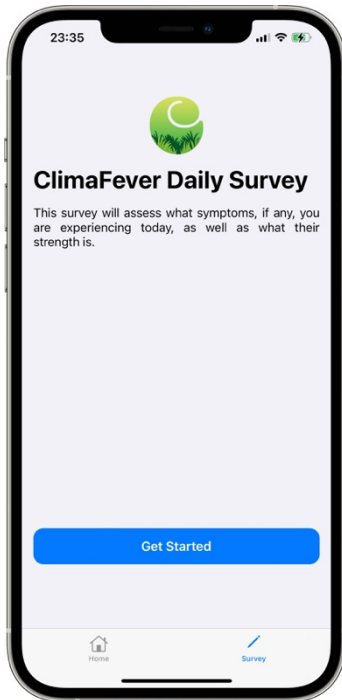 23:35
ClimaFever Daily Survey
This survey will assess what symptoms, if any, you
are experiencing today, as well as what their
strength is.
Get Started
Home
Survey